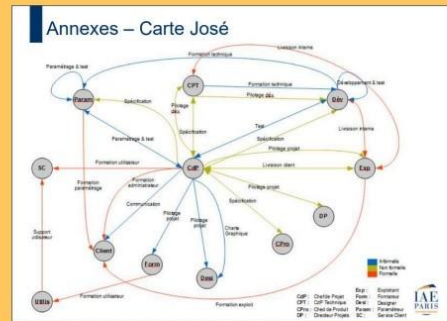 Annexes – Carte José
Livraison interne
Formation technique
Paramétrage & test
CPT
Formation technique
Développement & test
Pilotage Dév
Param
Dév
Spécification
Pilotage Dév
Spécification
Test
Livraison interne
Paramétrage & test
Pilotage projet
SC
Formation utilisateur
CdP
Livraison client
Exp
Formation paramétrage
Formation administrateur
Pilotage projet
Communication
Spécification
DP
Pilotage projet
Pilotage projet
Charte Graphique
Spécification
Support utilisateur
Client
CPro
Form
Desi
Utilis
Formation utilisateur
Formation exploit
Informelle
Non formelle
Formelle
CdP : Chef de Projet
CPT : CdP Technique
CPro : Chef de Produit
DP : Directeur Projets
Exp : Exploitant
Form : Formateur
Desi : Designer
Param : Paramétreur
SC : Service Client
IAE
PARIS